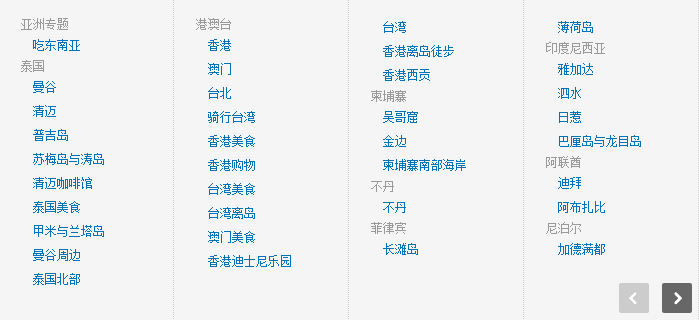 亚洲专题
吃东南亚
泰国
曼谷
清迈
普吉岛
苏梅岛与涛岛
清迈咖啡馆
泰国美食
甲米与兰塔岛
曼谷周边
泰国北部
港澳台
香港
澳门
台北
骑行台湾
香港美食
香港购物
台湾美食
台湾离岛
澳门美食
香港迪士尼乐园
台湾
香港离岛徒步
香港西贡
柬埔寨
吴哥窟
金边
柬埔寨南部海岸
不丹
不丹
菲律宾
长滩岛
薄荷岛
印度尼西亚
雅加达
泗水
日惹
巴厘岛与龙目岛
阿联酋
迪拜
阿布扎比
尼泊尔
加德满都